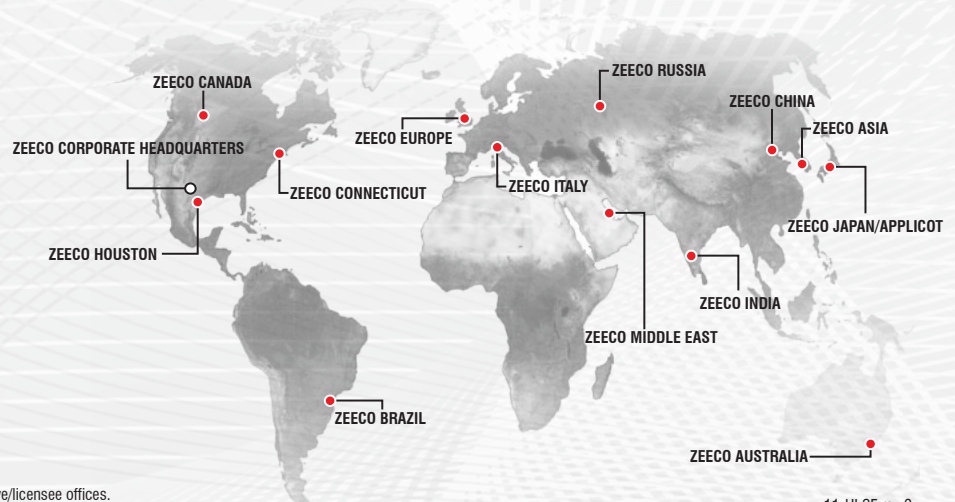 ZEECO RUSSIA
ZEECO CANADA
ZEECO CHINA
ZEECO ASIA
ZEECO EUROPE
ZEECO CORPORATE HEADQUARTERS
ZEECO ITALY
ZEECO CONNECTICUT
ZEECO JAPAN/APPLICOT
ZEECO HOUSTON
ZEECO INDIA
ZEECO MIDDLE EAST
ZEECO BRAZIL
ZEECO AUSTRALIA
/licensee offices.